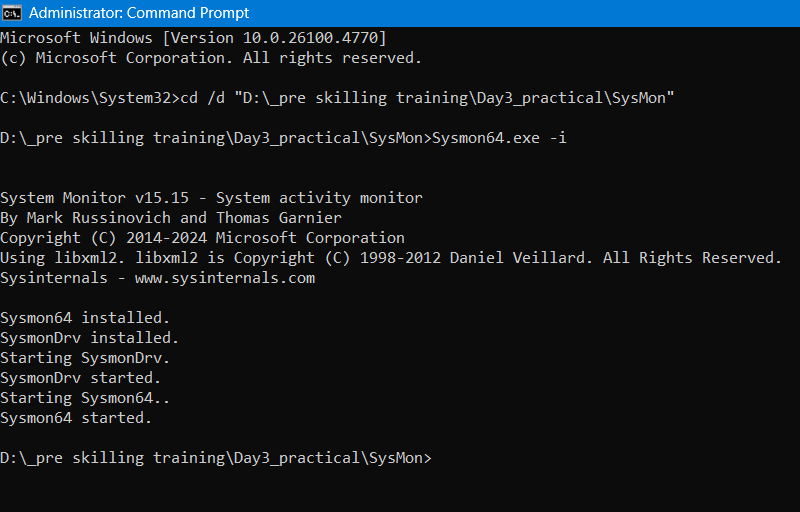 Administrator: Command Prompt
Microsoft Windows [Version 10.0.26100.4770]
(c) Microsoft Corporation. All rights reserved.
C:\Windows\System32>cd /d "D:\_pre skilling training\Day3_practical\SysMon"
D:\_pre skilling training\Day3_practical\SysMon>Sysmon64.exe -i
System Monitor v15.15 - System activity monitor
By Mark Russinovich and Thomas Garnier
Copyright (C) 2014-2024 Microsoft Corporation
Using libxml2. libxml2 is Copyright (C) 1998-2012 Daniel Veillard. All Rights Reserved.
Sysinternals - www.sysinternals.com
Sysmon64 installed.
SysmonDrv installed.
Starting SysmonDrv.
SysmonDrv started.
Starting Sysmon64..
Sysmon64 started.
D:\_pre skilling training\Day3_practical\SysMon>